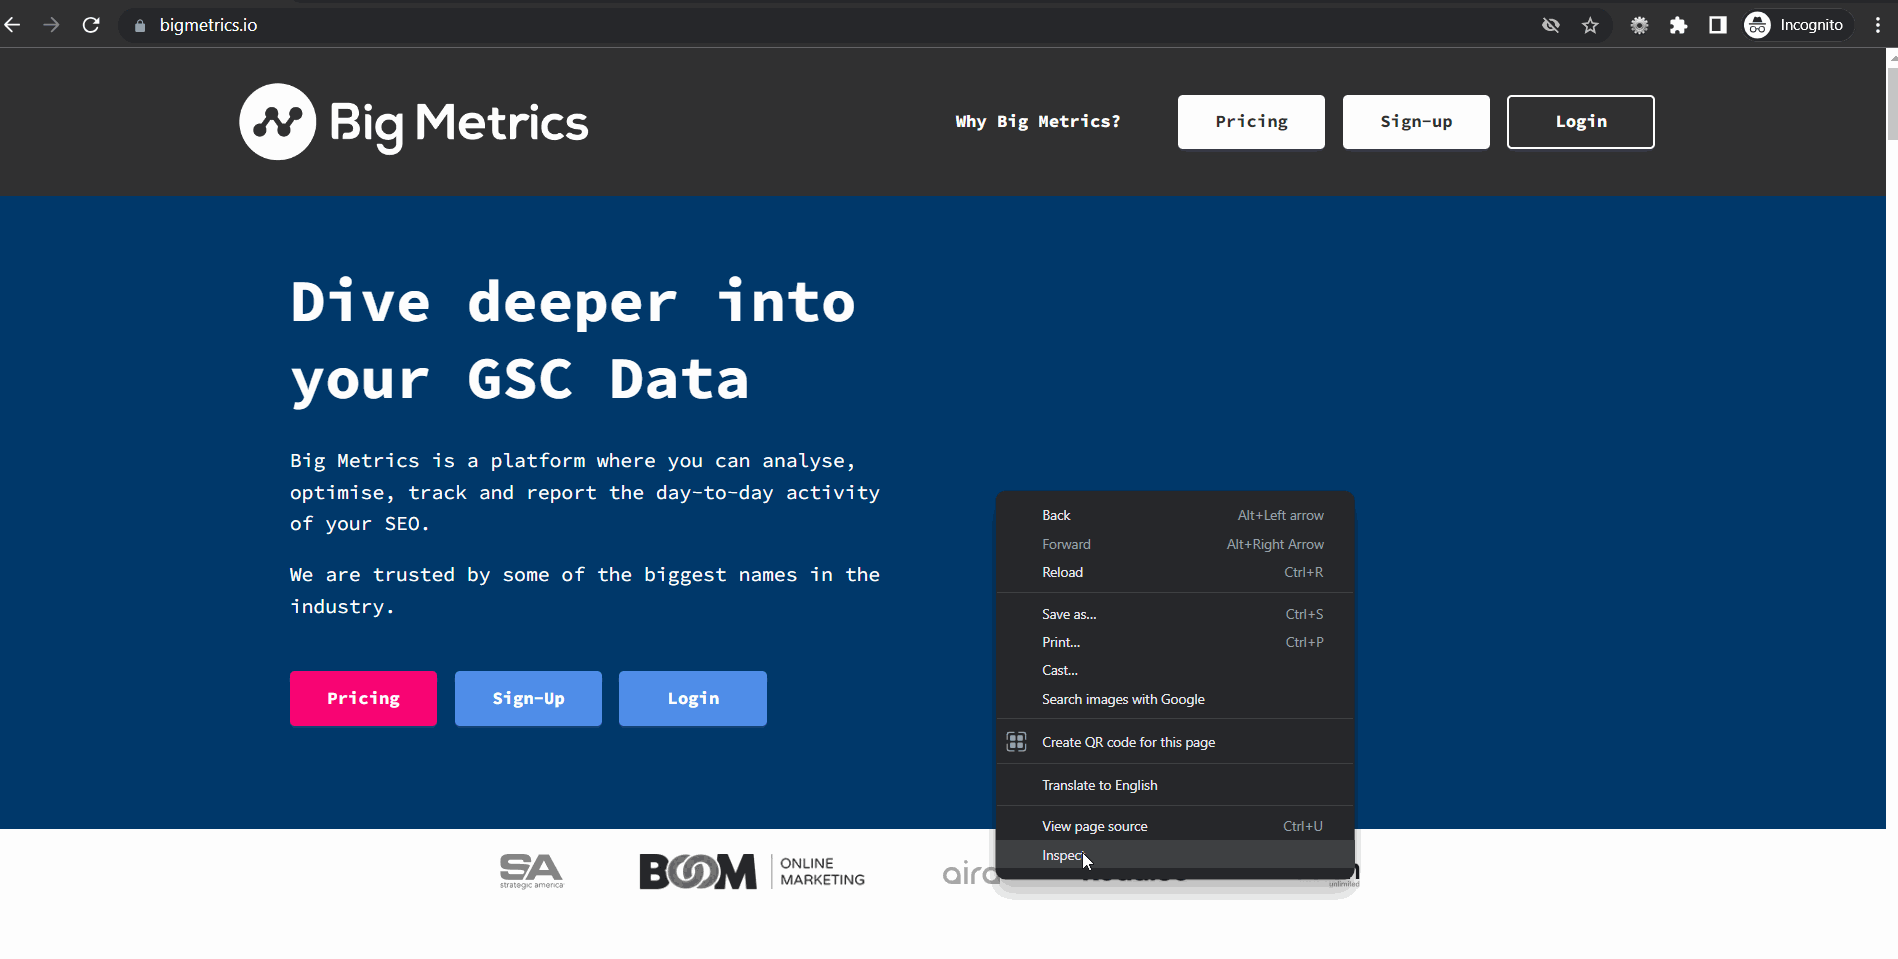 bigmetrics.io
Incognito
Big Metrics
Why Big Metrics?
Pricing
Sign-up
Login
Dive deeper into
your GSC Data
Big Metrics is a platform where you can analyse,
optimise, track and report the day-to-day activity
of your SEO.
We are trusted by some of the biggest names in the
industry.
Pricing
Sign-Up
Login
Back Alt+Left arrow
Forward Alt+Right Arrow
Reload Ctrl+R
Save as... Ctrl+S
Print... Ctrl+P
Cast...
Search images with Google
Create QR code for this page
Translate to English
View page source Ctrl+U
Inspect
SA
strategic america
BOOM
ONLINE
MARKETING
unlimited